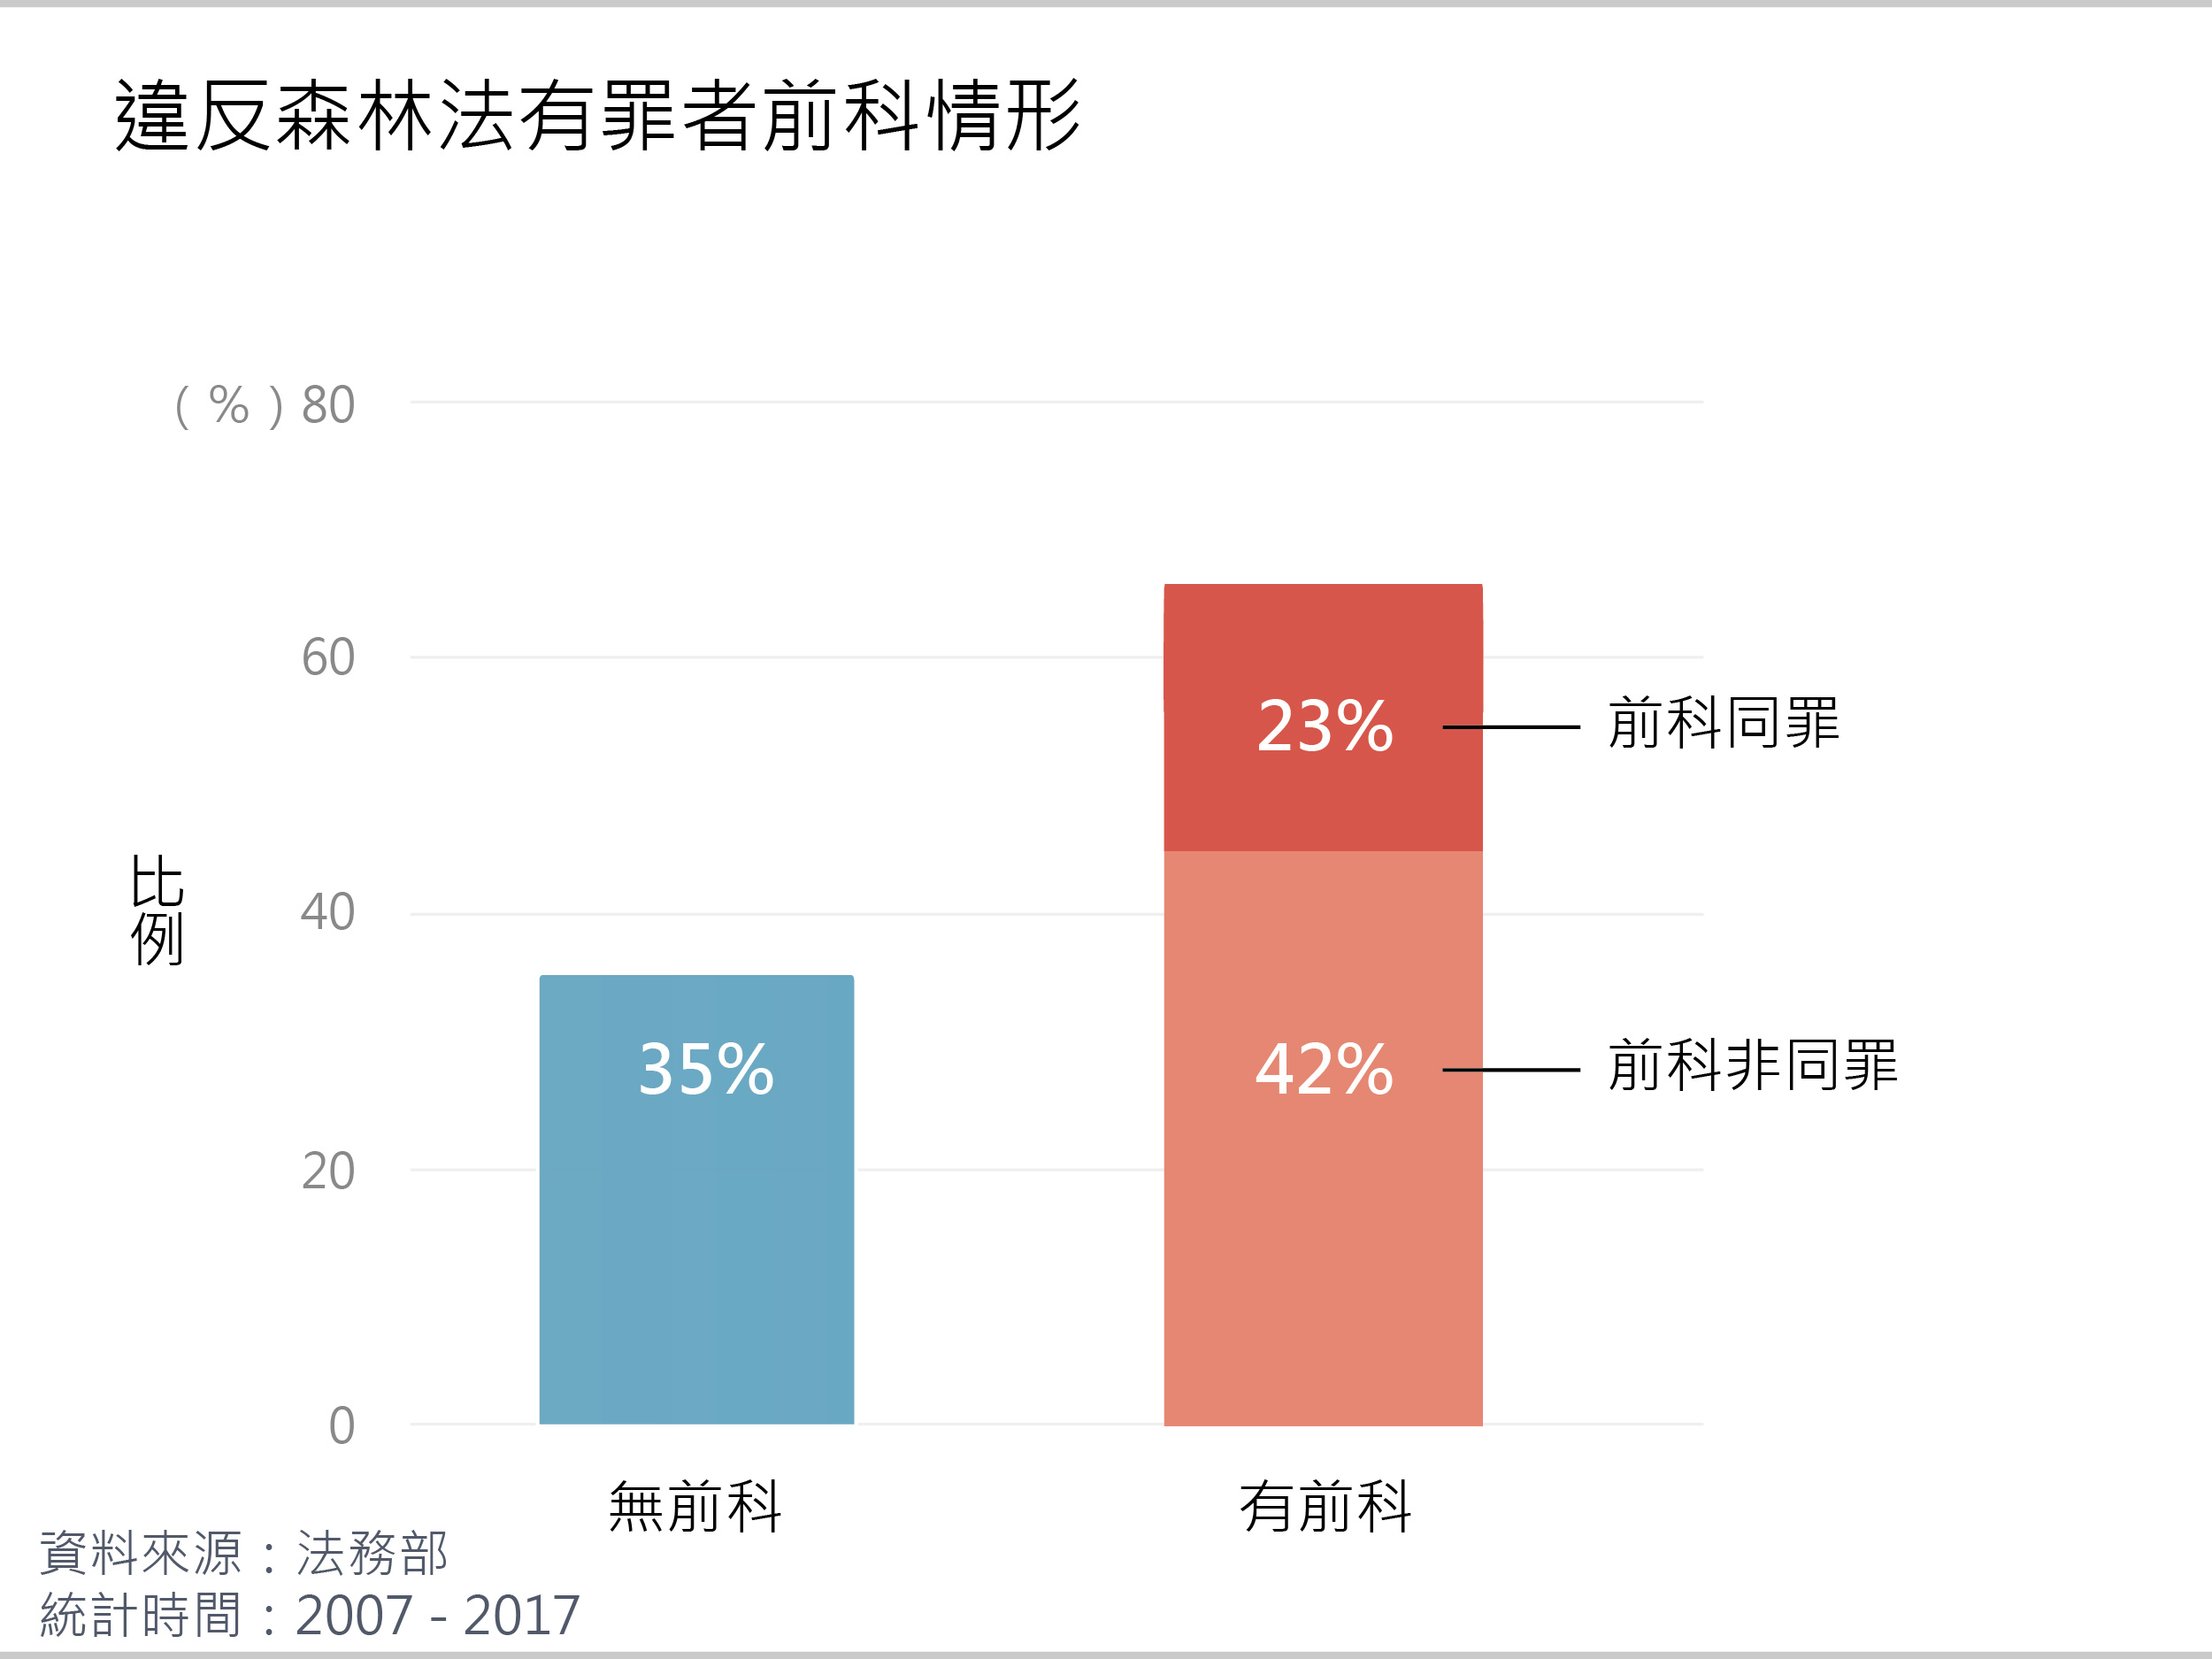 違反森林法有罪者前科情形
（％）80
60
23%
前科同罪
比例
40
35%
42%
前科非同罪
20
0
無前科
有前科
資料來源：法務部
統計時間：2007 - 2017